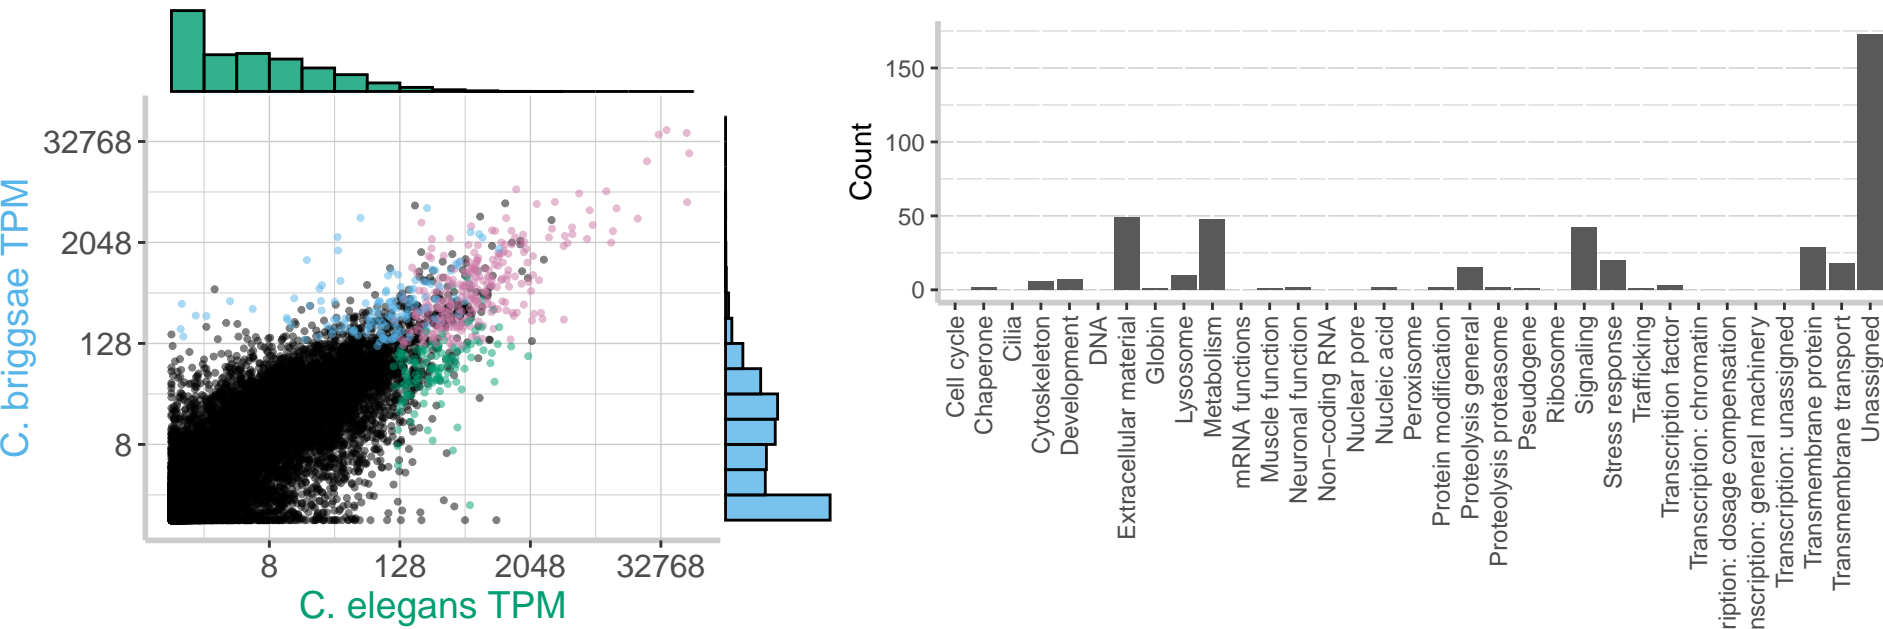 32768
2048
128
8
C. briggsae TPM
8
128
2048
32768
C. elegans TPM
150
100
50
0
Count
Cell cycle
Chaperone
Cilia
Cytoskeleton
Development
DNA
Extracellular material
Globin
Lysosome
Metabolism
mRNA functions
Muscle function
Neuronal function
Non−coding RNA
Nuclear pore
Nucleic acid
Peroxisome
Protein modification
Proteolysis general
Proteolysis proteasome
Pseudogene
Ribosome
Signaling
Stress response
Trafficking
Transcription factor
Transcription: chromatin
ription: dosage compensation
nscription: general machinery
Transcription: unassigned
Transmembrane protein
Transmembrane transport
Unassigned